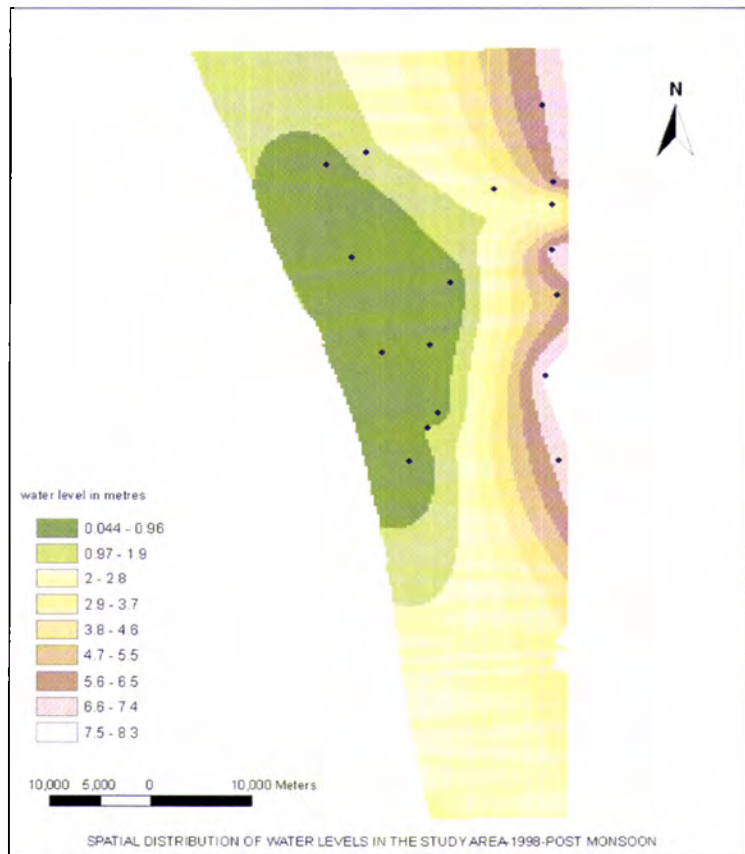 N
water level in metres
0.044 - 0.96
0.97 - 1.9
2 - 2.8
2.9 - 3.7
3.8 - 4.6
4.7 - 5.5
5.6 - 6.5
6.6 - 7.4
7.5 - 8.3
10,000 5,000 0 10,000 Meters
SPATIAL DISTRIBUTION OF WATER LEVELS IN THE STUDY AREA-1998-POST MONSOON